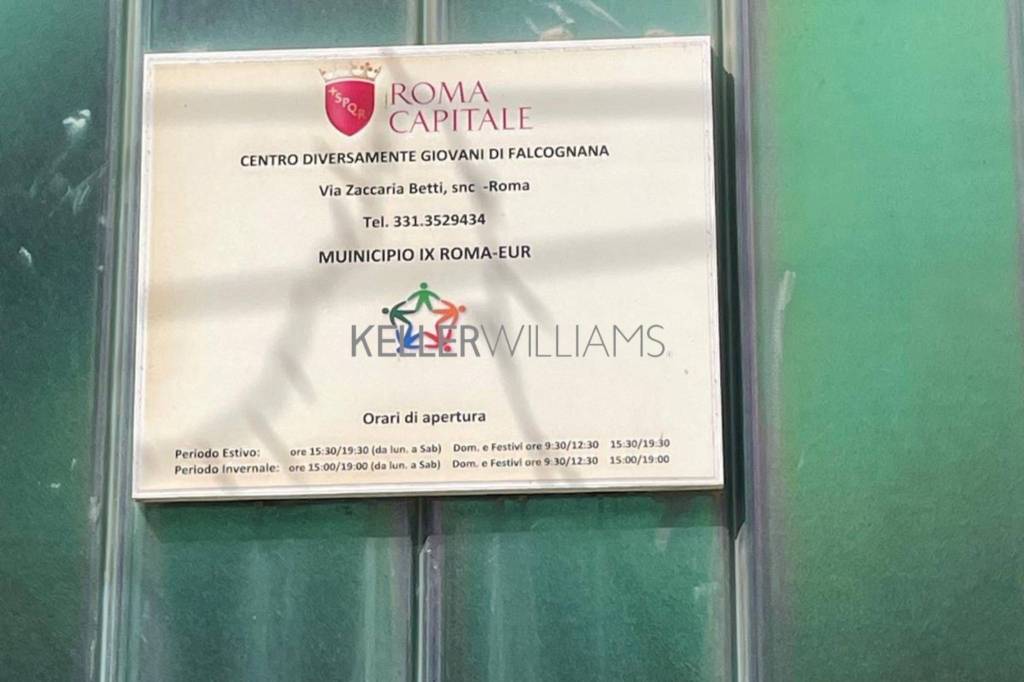 SPQR
ROMA
CAPITALE
CENTRO DIVERSAMENTE GIOVANI DI FALCOGNANA
Via Zaccaria Betti, snc -Roma
Tel. 331.3529434
MUINICIPIO IX ROMA-EUR
KELLERWILLIAMS.
Orari di apertura
Periodo Estivo: ore 15:30/19:30 (da lun. a Sab) Dom. e Festivi ore 9:30/12:30 15:30/19:30
Periodo Invernale: ore 15:00/19:00 (da lun. a Sab) Dom. e Festivi ore 9:30/12:30 15:00/19:00